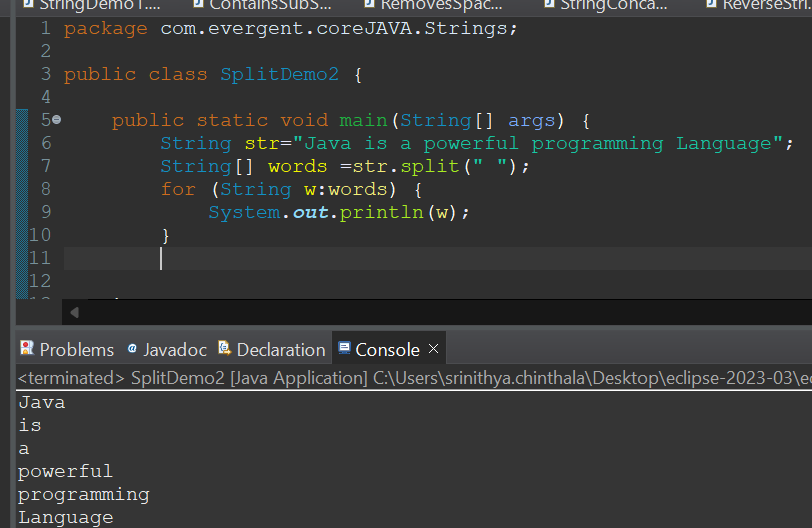 StringDemo1.... ContainsSubS... RemovesSpac... StringConca... ReverseStri.
1 package com.evergent.coreJAVA.Strings;
2
3 public class SplitDemo2 {
4
5 public static void main(String[] args) {
6 String str="Java is a powerful programming Language";
7 String[] words =str.split(" ");
8 for (String w:words) {
9 System.out.println(w);
10 }
11
12
Problems @ Javadoc Declaration Console ×
<terminated> SplitDemo2 [Java Application] C:\Users\srinithya.chinthala\Desktop\eclipse-2023-03\ec
Java
is
a
powerful
programming
Language